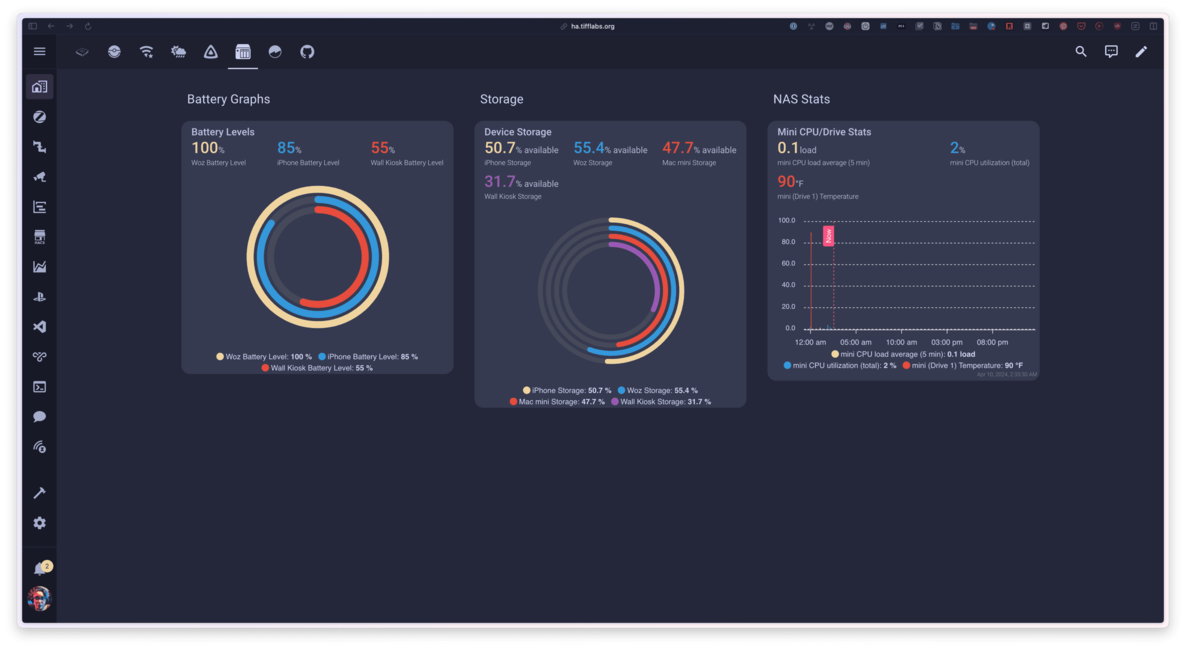 ha.tifflabs.org
Battery Graphs
Battery Levels
100%
85%
55%
Woz Battery Level
iPhone Battery Level
Wall Kiosk Battery Level
Woz Battery Level: 100 %
iPhone Battery Level: 85 %
Wall Kiosk Battery Level: 55 %
Storage
Device Storage
50.7% available
55.4% available
47.7% available
iPhone Storage
Woz Storage
Mac mini Storage
31.7% available
Wall Kiosk Storage
iPhone Storage: 50.7 %
Woz Storage: 55.4 %
Mac mini Storage: 47.7 %
Wall Kiosk Storage: 31.7 %
NAS Stats
Mini CPU/Drive Stats
0.1 load
2%
mini CPU load average (5 min)
mini CPU utilization (total)
90°F
mini (Drive 1) Temperature
100.0
80.0
Now
60.0
40.0
20.0
0.0
12:00 am
05:00 am
10:00 am
03:00 pm
08:00 pm
mini CPU load average (5 min): 0.1 load
mini CPU utilization (total): 2 %
mini (Drive 1) Temperature: 90 °F
2